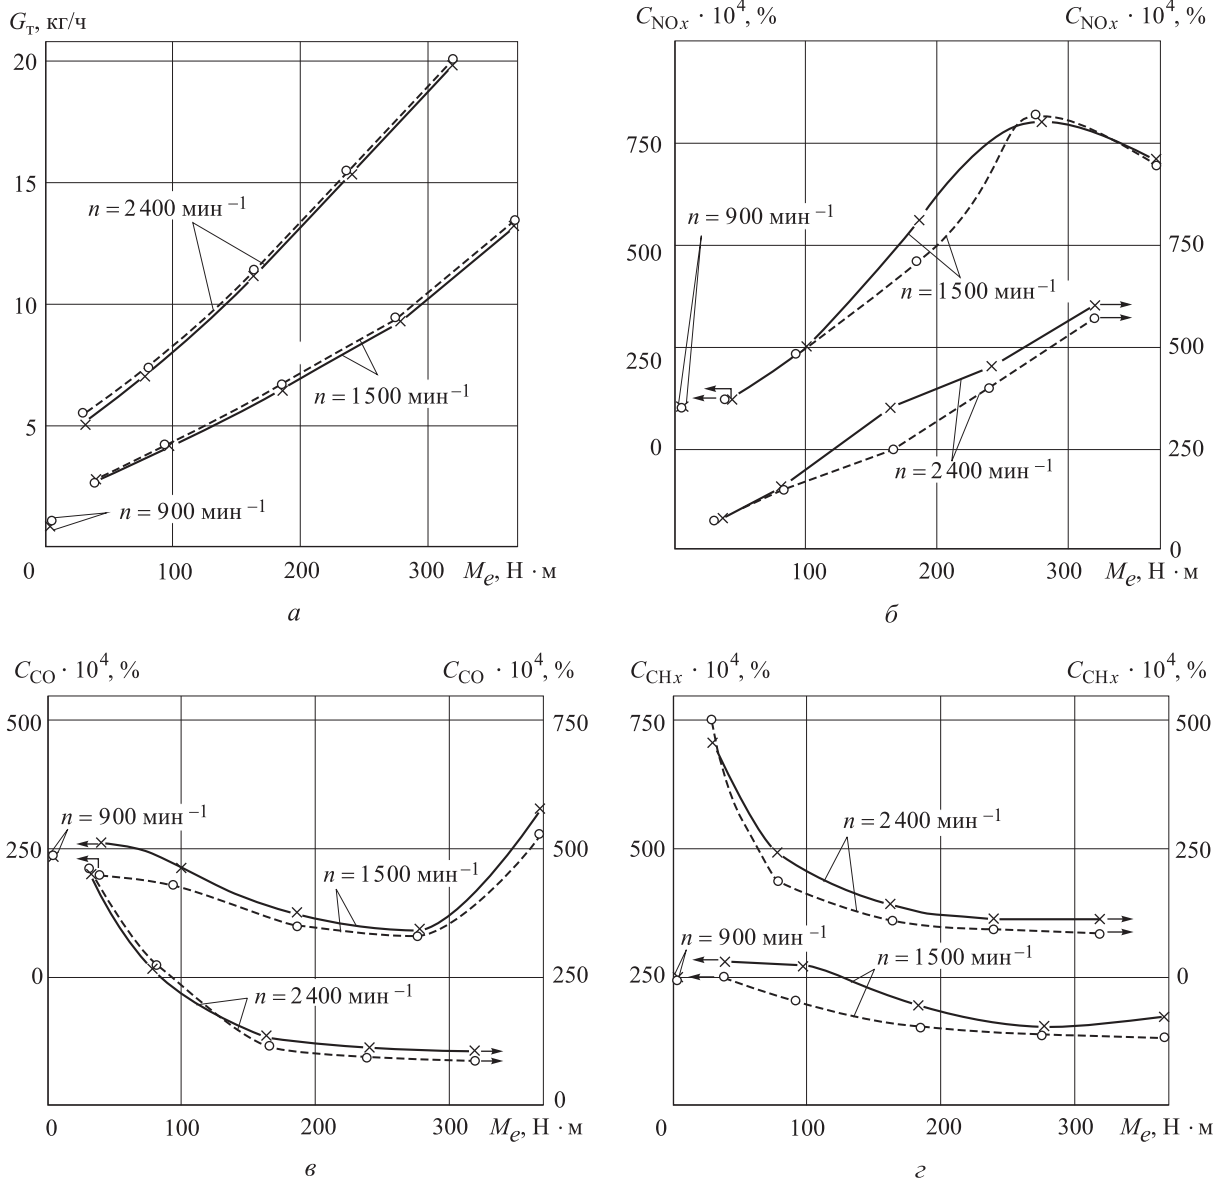 G_т, кг/ч
20
15
10
5
0
100
200
300
M_e, Н · м
n = 2 400 мин⁻¹
n = 1500 мин⁻¹
n = 900 мин⁻¹
а
C_NOx · 10⁴, %
C_NOx · 10⁴, %
750
500
250
0
750
500
250
0
100
200
300
M_e, Н · м
n = 900 мин⁻¹
n = 1500 мин⁻¹
n = 2 400 мин⁻¹
б
C_CO · 10⁴, %
C_CO · 10⁴, %
500
250
0
750
500
250
0
0
100
200
300
M_e, Н · м
n = 900 мин⁻¹
n = 1500 мин⁻¹
n = 2 400 мин⁻¹
в
C_CHx · 10⁴, %
C_CHx · 10⁴, %
750
500
250
500
250
0
0
100
200
300
M_e, Н · м
n = 2 400 мин⁻¹
n = 900 мин⁻¹
n = 1500 мин⁻¹
г